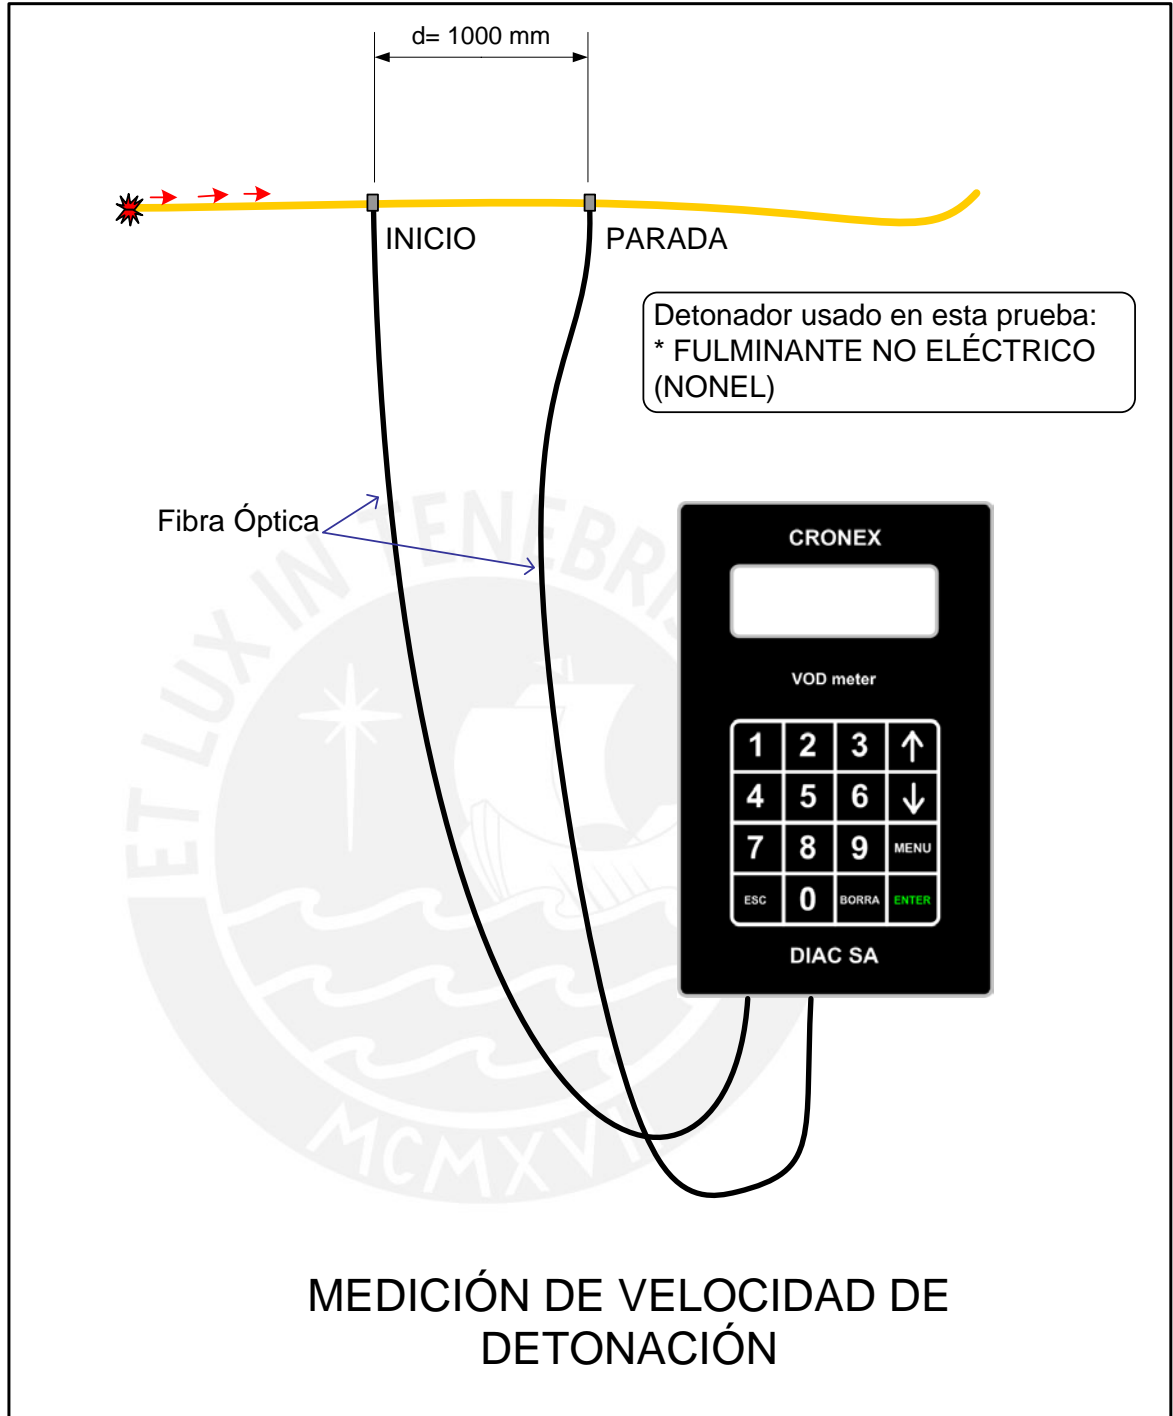 d= 1000 mm
INICIO
PARADA
Detonador usado en esta prueba:
* FULMINANTE NO ELÉCTRICO
(NONEL)
Fibra Óptica
ET LUX IN TENEBRIS
MCMXVII
CRONEX
VOD meter
1 2 3 ↑
4 5 6 ↓
7 8 9 MENU
ESC 0 BORRA ENTER
DIAC SA
MEDICIÓN DE VELOCIDAD DE
DETONACIÓN